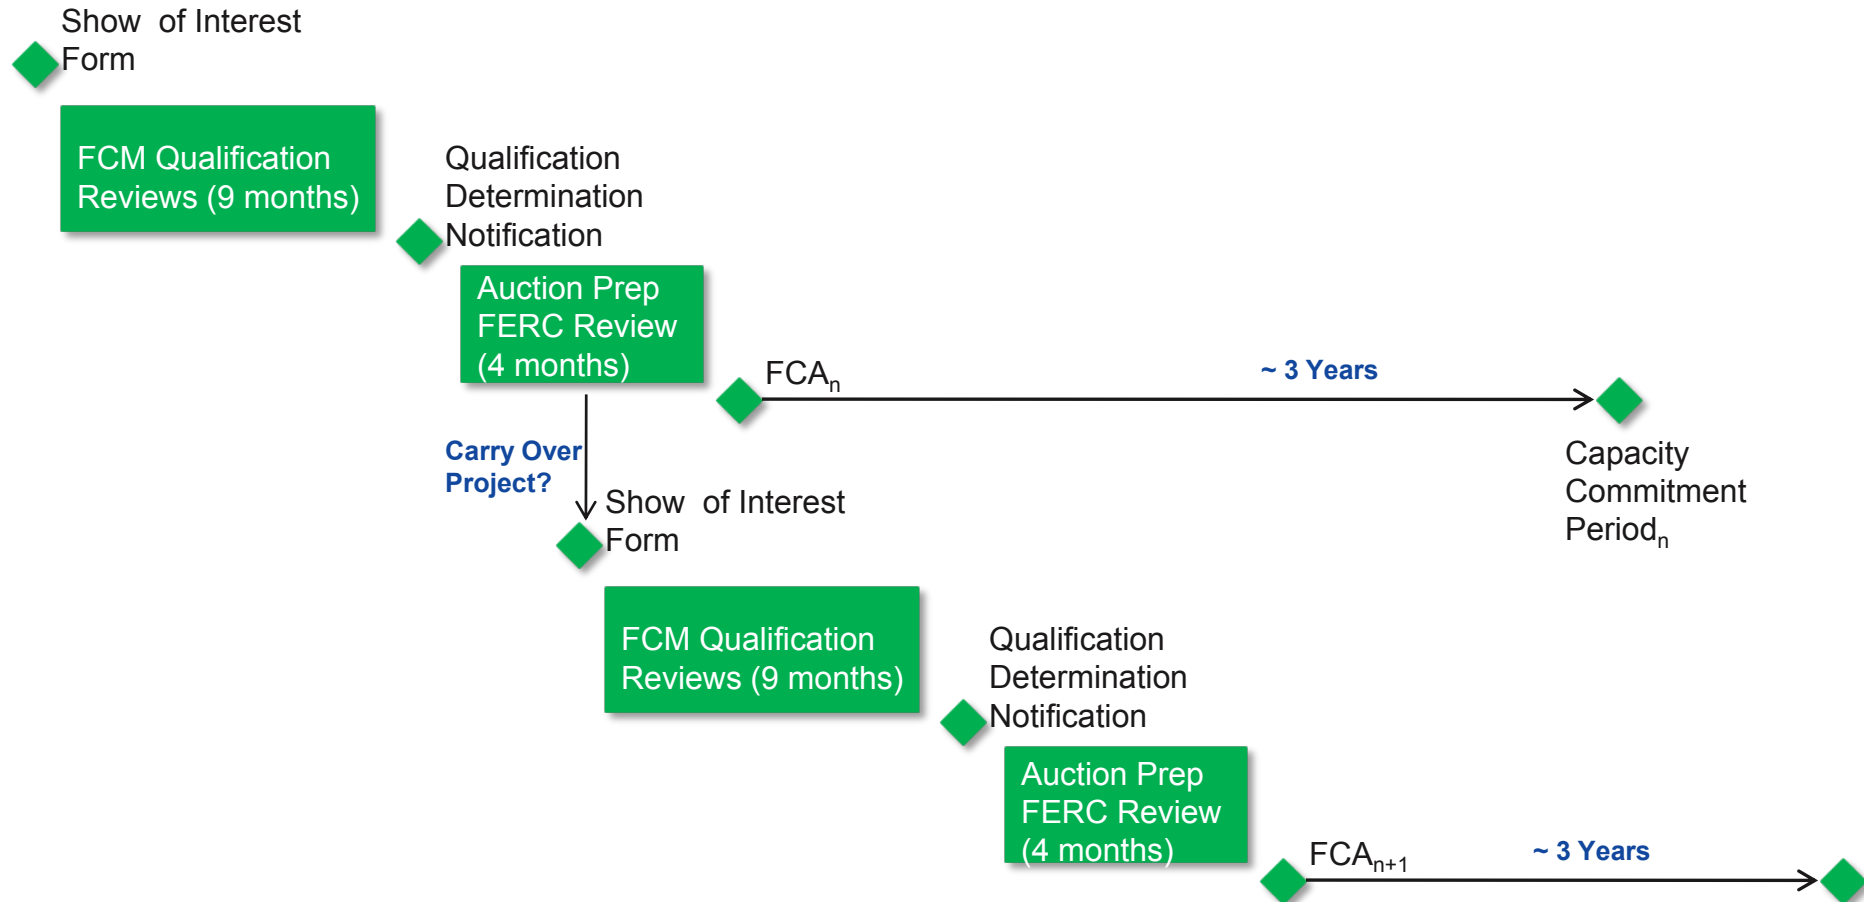 Show  of Interest
Form
FCM Qualification
Reviews (9 months)
Qualification
Determination
Notification
Auction Prep
FERC Review
(4 months)
FCAn
~ 3 Years
Capacity
Commitment
Periodn
Carry Over
Project?
Show  of Interest
Form
FCM Qualification
Reviews (9 months)
Qualification
Determination
Notification
Auction Prep
FERC Review
(4 months)
FCAn+1
~ 3 Years